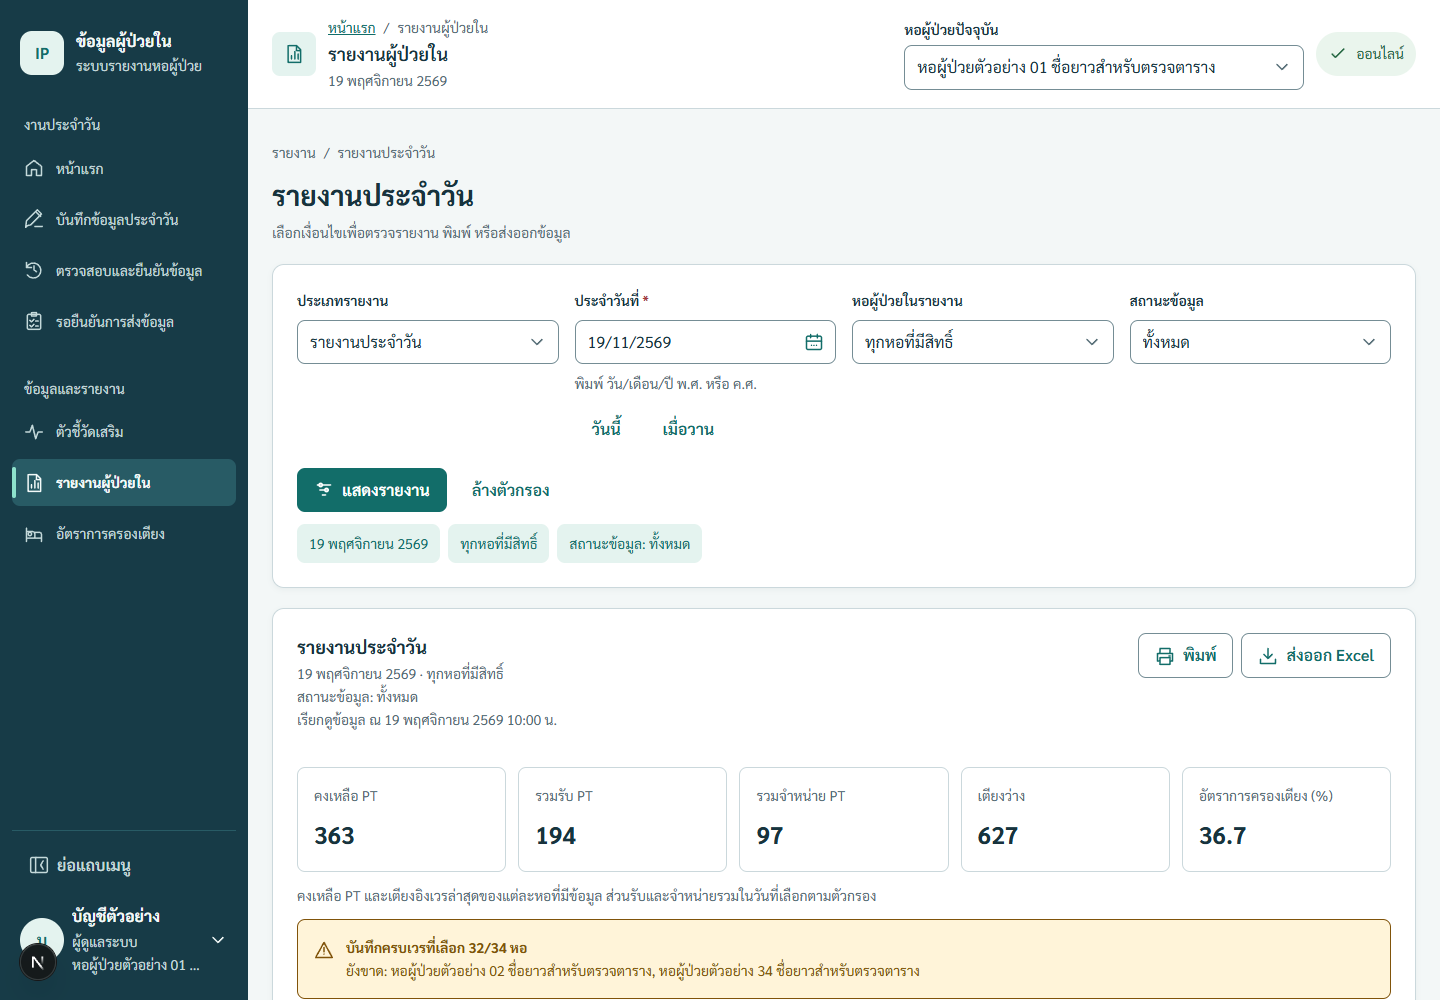 IP
ข้อมูลผู้ป่วยใน
ระบบรายงานหอผู้ป่วย
งานประจำวัน
หน้าแรก
บันทึกข้อมูลประจำวัน
ตรวจสอบและยืนยันข้อมูล
รอยืนยันการส่งข้อมูล
ข้อมูลและรายงาน
ตัวชี้วัดเสริม
รายงานผู้ป่วยใน
อัตราการครองเตียง
ย่อแถบเมนู
บัญชีตัวอย่าง
ผู้ดูแลระบบ
หอผู้ป่วยตัวอย่าง 01 ...
N
หน้าแรก / รายงานผู้ป่วยใน
รายงานผู้ป่วยใน
19 พฤศจิกายน 2569
หอผู้ป่วยปัจจุบัน
หอผู้ป่วยตัวอย่าง 01 ชื่อยาวสำหรับตรวจตาราง
ออนไลน์
รายงาน / รายงานประจำวัน
รายงานประจำวัน
เลือกเงื่อนไขเพื่อตรวจรายงาน พิมพ์ หรือส่งออกข้อมูล
ประเภทรายงาน
รายงานประจำวัน
ประจำวันที่ *
19/11/2569
พิมพ์ วัน/เดือน/ปี พ.ศ. หรือ ค.ศ.
วันนี้ เมื่อวาน
หอผู้ป่วยในรายงาน
ทุกหอที่มีสิทธิ์
สถานะข้อมูล
ทั้งหมด
แสดงรายงาน ล้างตัวกรอง
19 พฤศจิกายน 2569 ทุกหอที่มีสิทธิ์ สถานะข้อมูล: ทั้งหมด
รายงานประจำวัน
19 พฤศจิกายน 2569 · ทุกหอที่มีสิทธิ์
สถานะข้อมูล: ทั้งหมด
เรียกดูข้อมูล ณ 19 พฤศจิกายน 2569 10:00 น.
พิมพ์ ส่งออก Excel
คงเหลือ PT
363
รวมรับ PT
194
รวมจำหน่าย PT
97
เตียงว่าง
627
อัตราการครองเตียง (%)
36.7
คงเหลือ PT และเตียงอิงเวรล่าสุดของแต่ละหอที่มีข้อมูล ส่วนรับและจำหน่ายรวมในวันที่เลือกตามตัวกรอง
บันทึกครบเวรที่เลือก 32/34 หอ
ยังขาด: หอผู้ป่วยตัวอย่าง 02 ชื่อยาวสำหรับตรวจตาราง, หอผู้ป่วยตัวอย่าง 34 ชื่อยาวสำหรับตรวจตาราง